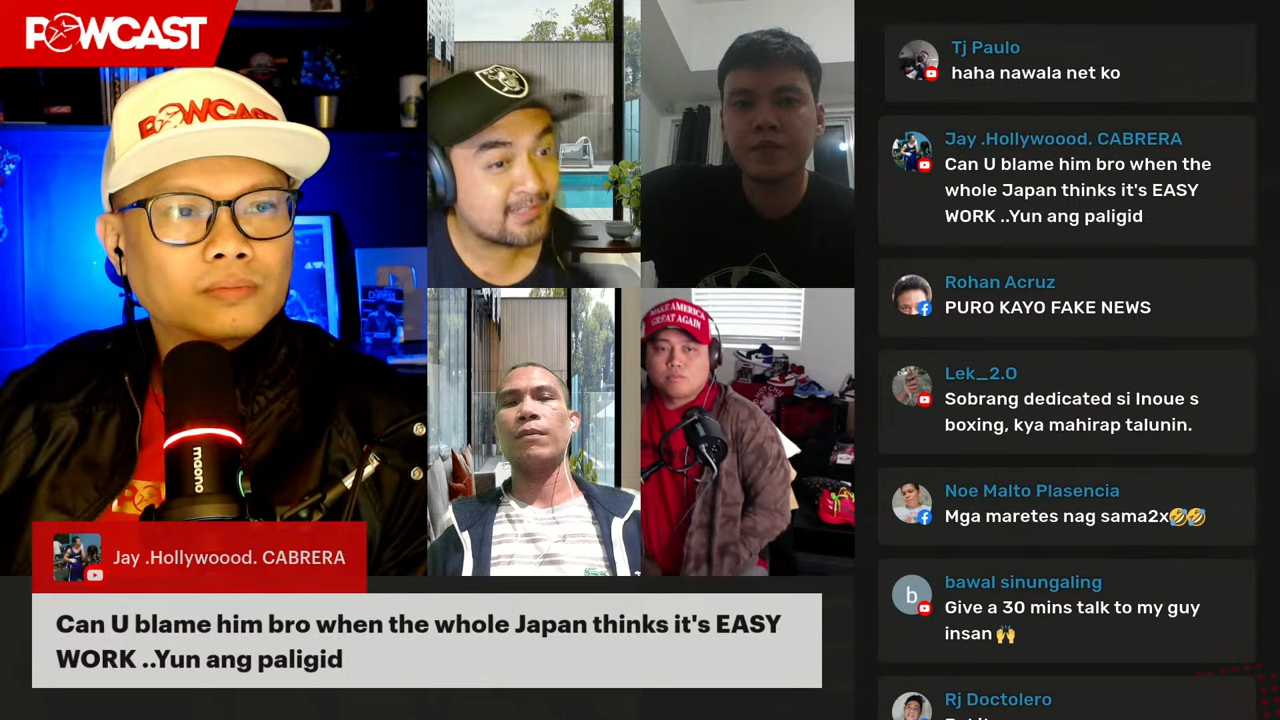 POWCAST
POWCAST
MAKE AMERICA
GREAT AGAIN
maono
Jay .Hollywoood. CABRERA
Can U blame him bro when the whole Japan thinks it's EASY
WORK ..Yun ang paligid
Tj Paulo
haha nawala net ko
Jay .Hollywoood. CABRERA
Can U blame him bro when the
whole Japan thinks it's EASY
WORK ..Yun ang paligid
Rohan Acruz
PURO KAYO FAKE NEWS
Lek_2.O
Sobrang dedicated si Inoue s
boxing, kya mahirap talunin.
Noe Malto Plasencia
Mga maretes nag sama2x🤣🤣
b
bawal sinungaling
Give a 30 mins talk to my guy
insan 🙌
Rj Doctolero